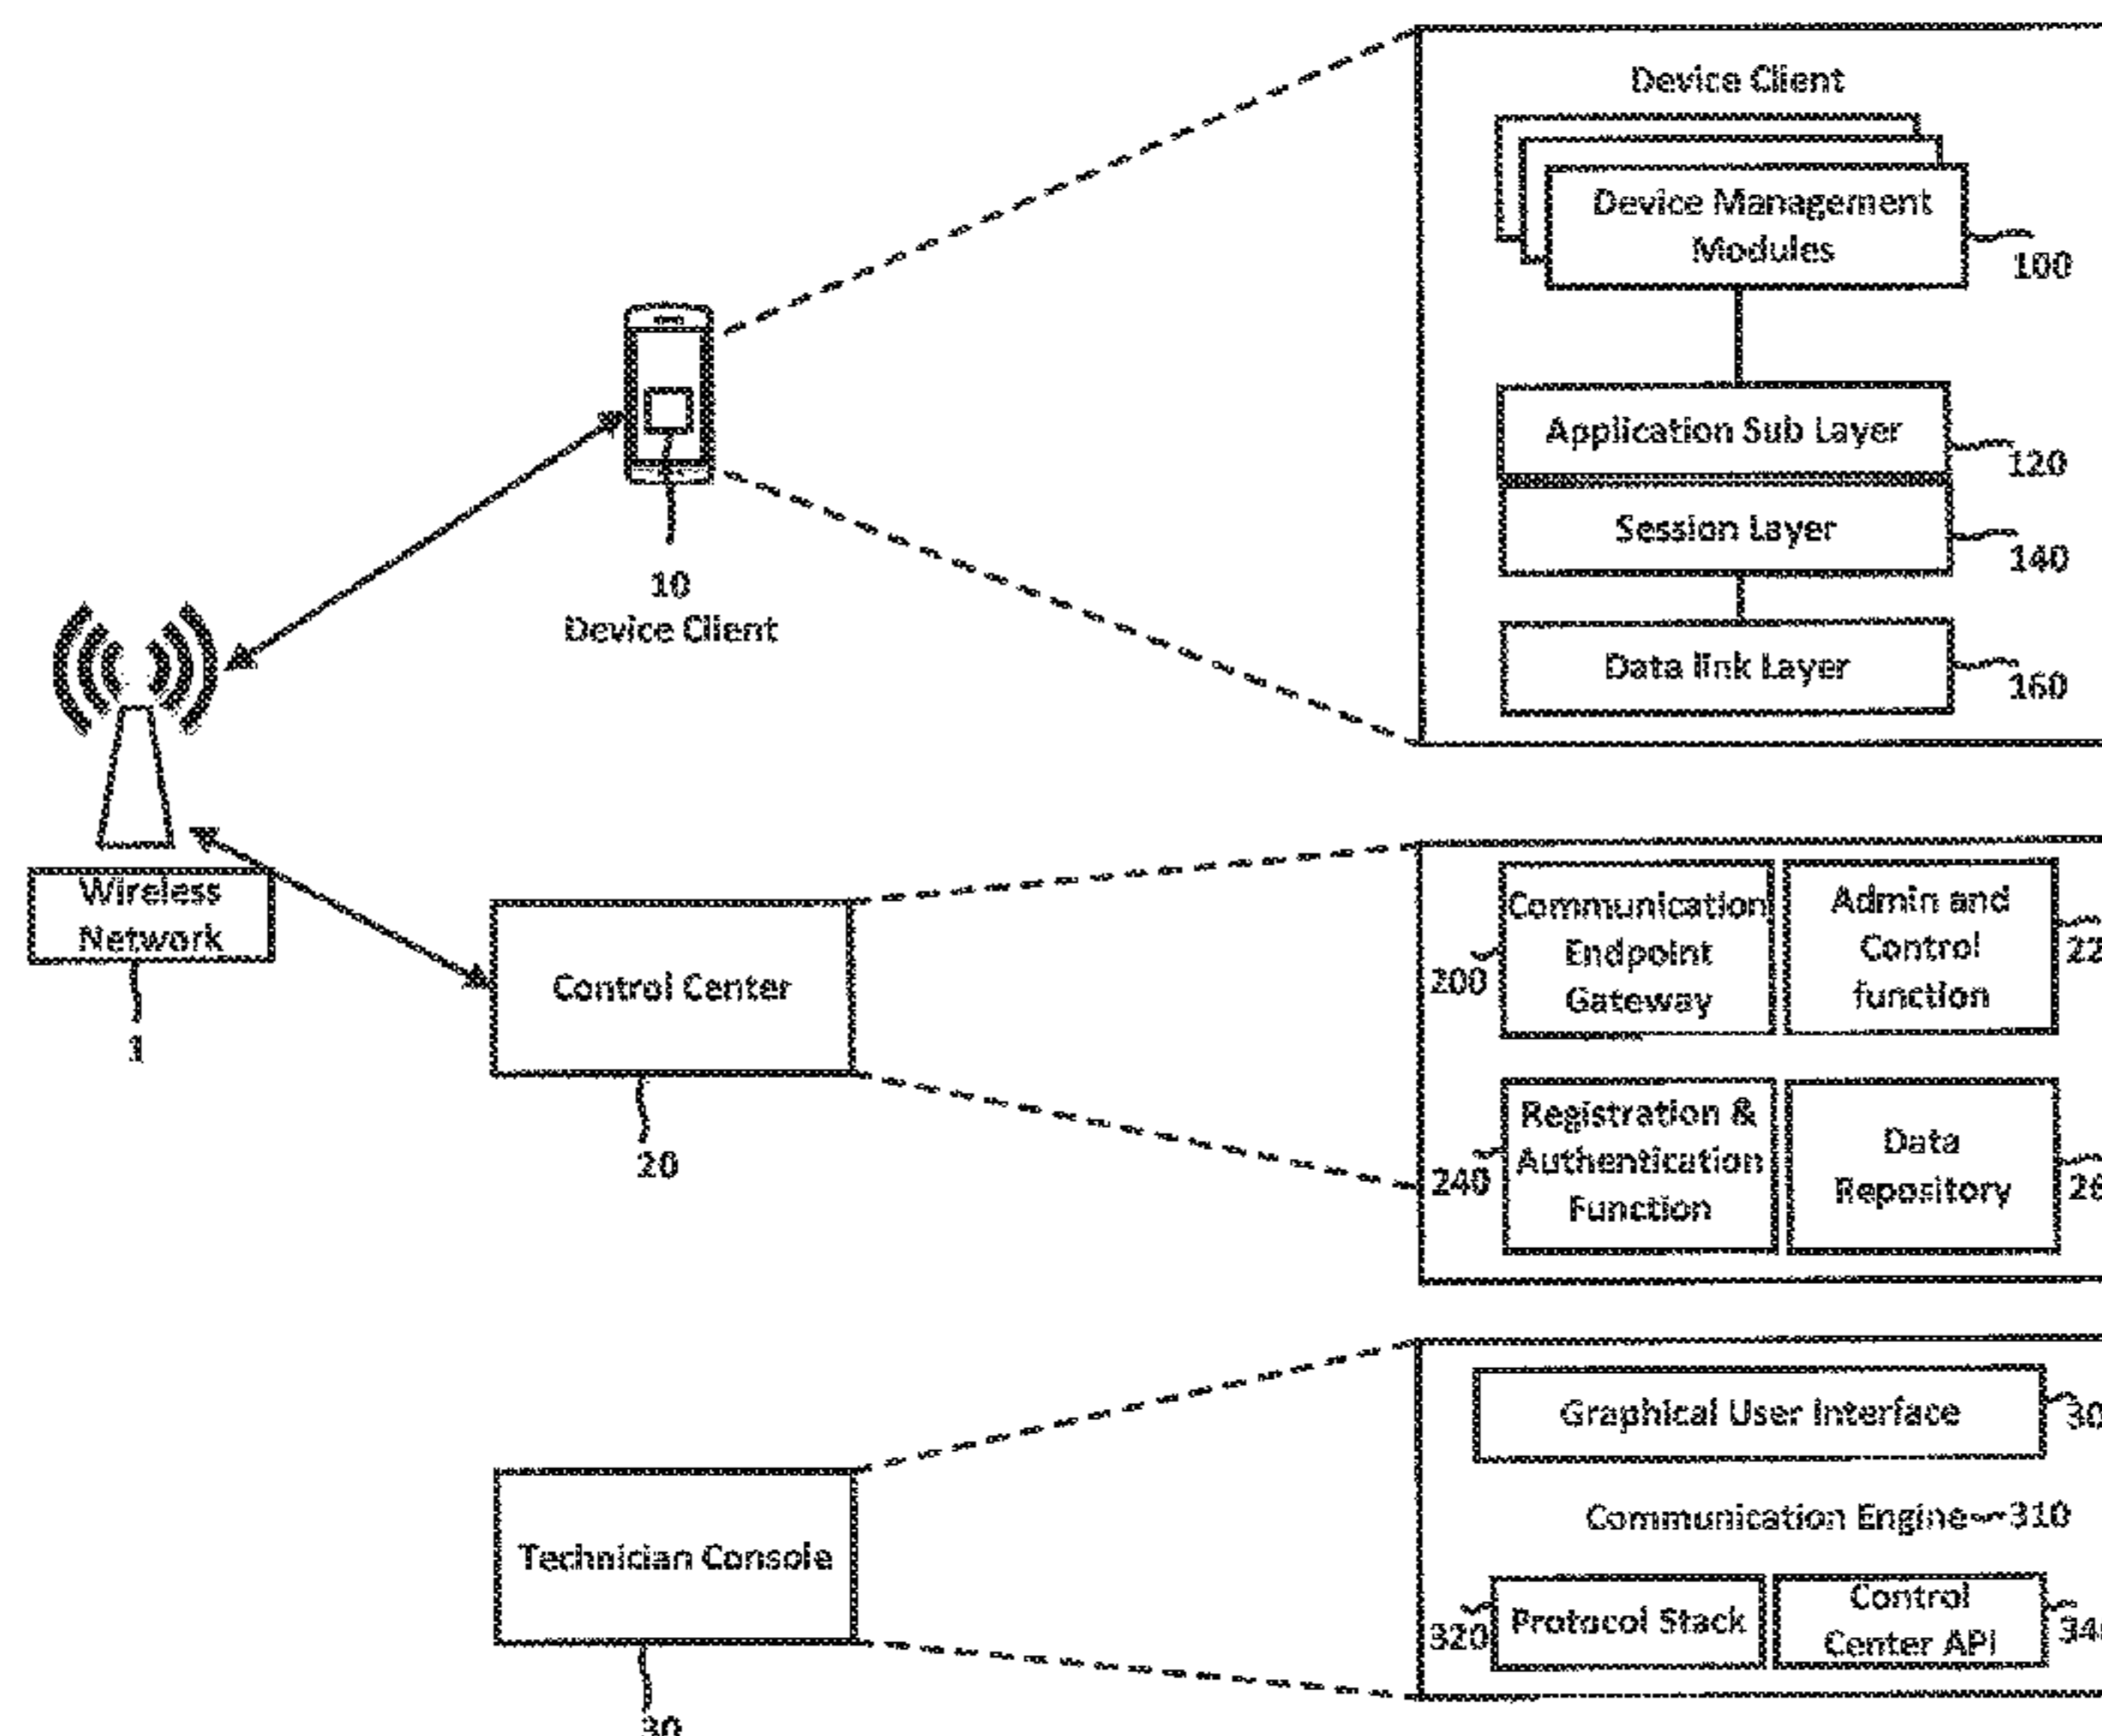 Device Client
Device Management
Modules
100
Application Sub Layer
120
Session Layer
140
Data link Layer
160
10
Device Client
Wireless
Network
Control Center
20
Communication
Endpoint
Gateway
200
Admin and
Control
function
Registration &
Authentication
Function
240
Data
Repository
Graphical User Interface
Communication Engine
310
Technician Console
30
Protocol Stack
320
Control
Center API